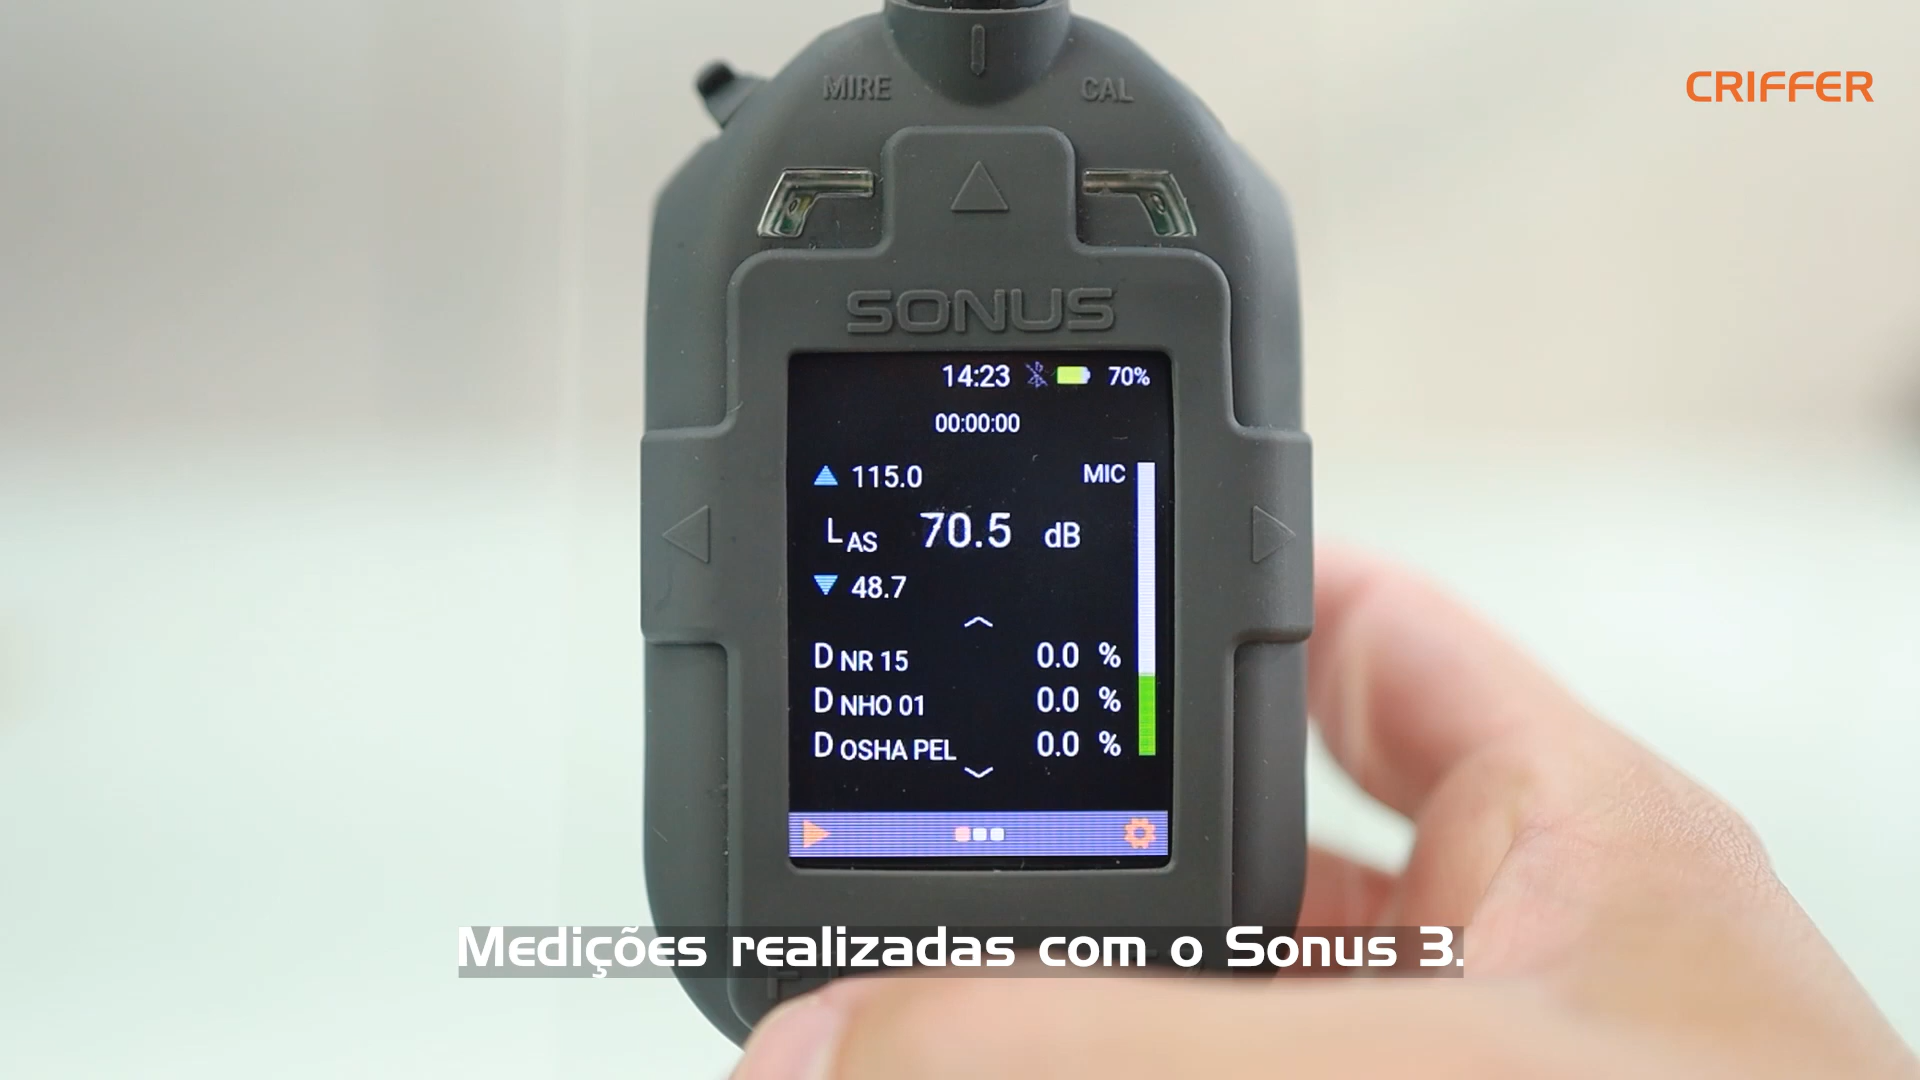 CRIFFER
MIRE CAL
SONUS
14:23 70%
00:00:00
115.0 MIC
LAS 70.5 dB
48.7
D NR 15 0.0 %
D NHO 01 0.0 %
D OSHA PEL 0.0 %
Medições realizadas com o Sonus 3.